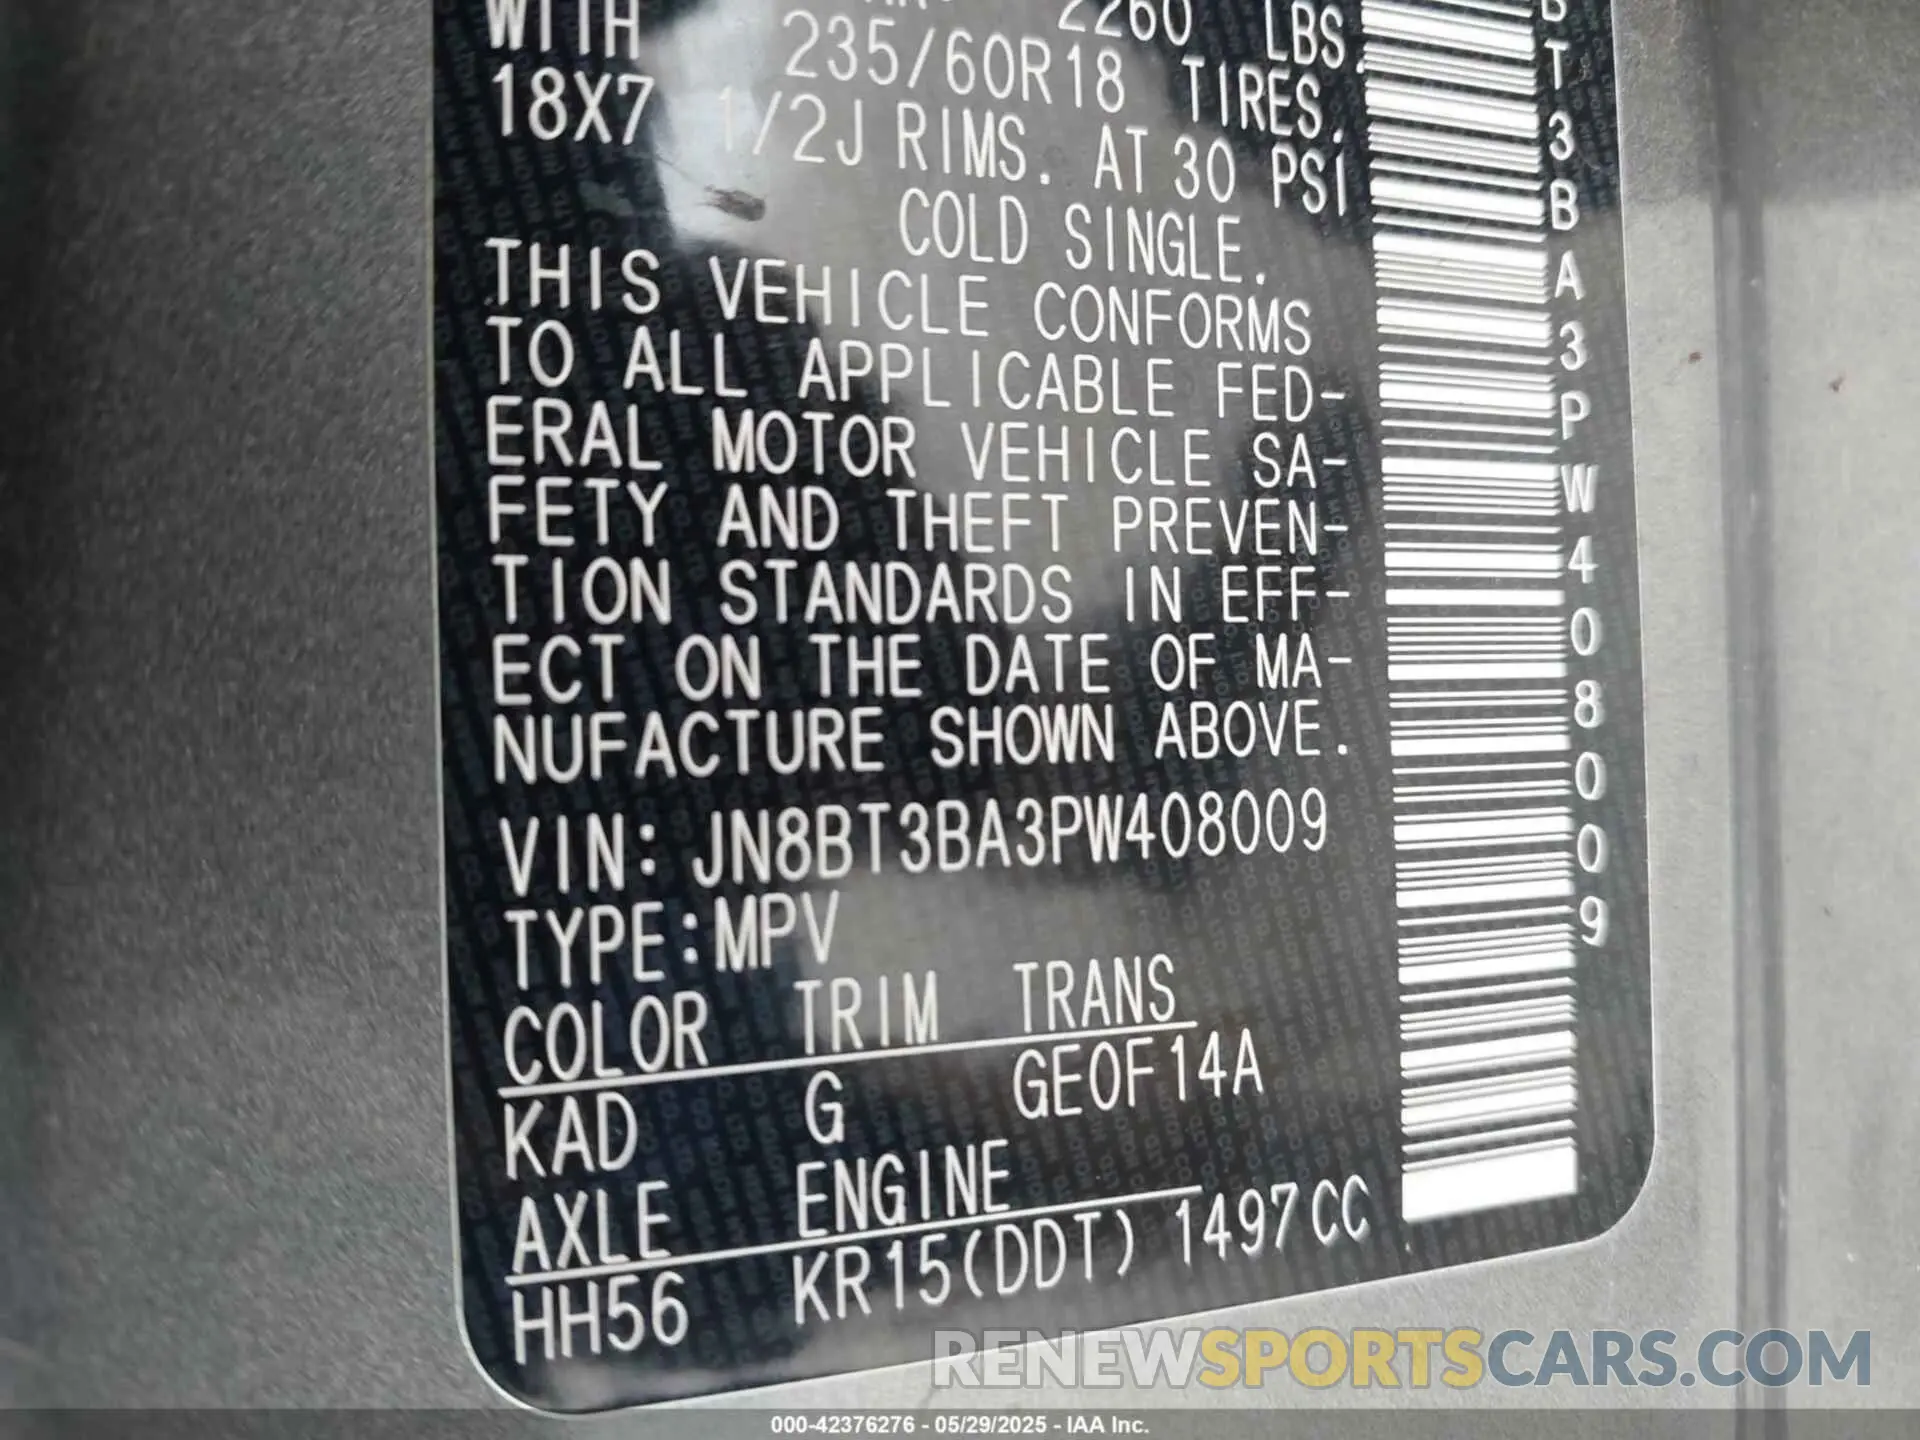 2260 LBS.
WITH 235/60R18 TIRES.
18X7 1/2J RIMS. AT 30 PSI
COLD SINGLE.
THIS VEHICLE CONFORMS
TO ALL APPLICABLE FED-
ERAL MOTOR VEHICLE SA-
FETY AND THEFT PREVEN-
TION STANDARDS IN EFF-
ECT ON THE DATE OF MA-
NUFACTURE SHOWN ABOVE.
VIN: JN8BT3BA3PW408009
TYPE:MPV
COLOR TRIM TRANS
KAD G GE0F14A
AXLE ENGINE
HH56 KR15(DDT) 1497CC
BT3BA3PW408009
RENEWSPORTSCARS.COM
000-42376276 - 05/29/2025 - IAA Inc.